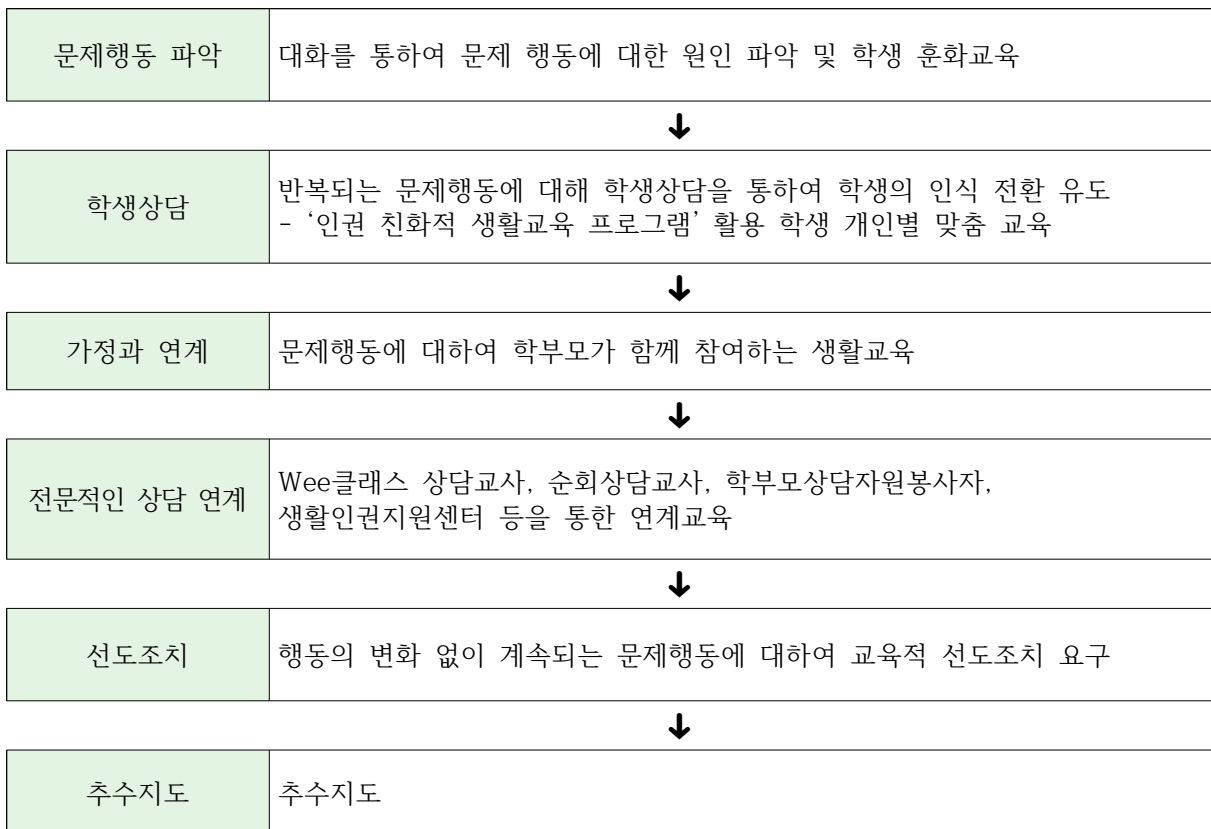 문제행동 파악
대화를 통하여 문제 행동에 대한 원인 파악 및 학생 훈화교육
↓
학생상담
반복되는 문제행동에 대해 학생상담을 통하여 학생의 인식 전환 유도
- ‘인권 친화적 생활교육 프로그램’ 활용 학생 개인별 맞춤 교육
↓
가정과 연계
문제행동에 대하여 학부모가 함께 참여하는 생활교육
↓
전문적인 상담 연계
Wee클래스 상담교사, 순회상담교사, 학부모상담자원봉사자,
생활인권지원센터 등을 통한 연계교육
↓
선도조치
행동의 변화 없이 계속되는 문제행동에 대하여 교육적 선도조치 요구
↓
추수지도
추수지도